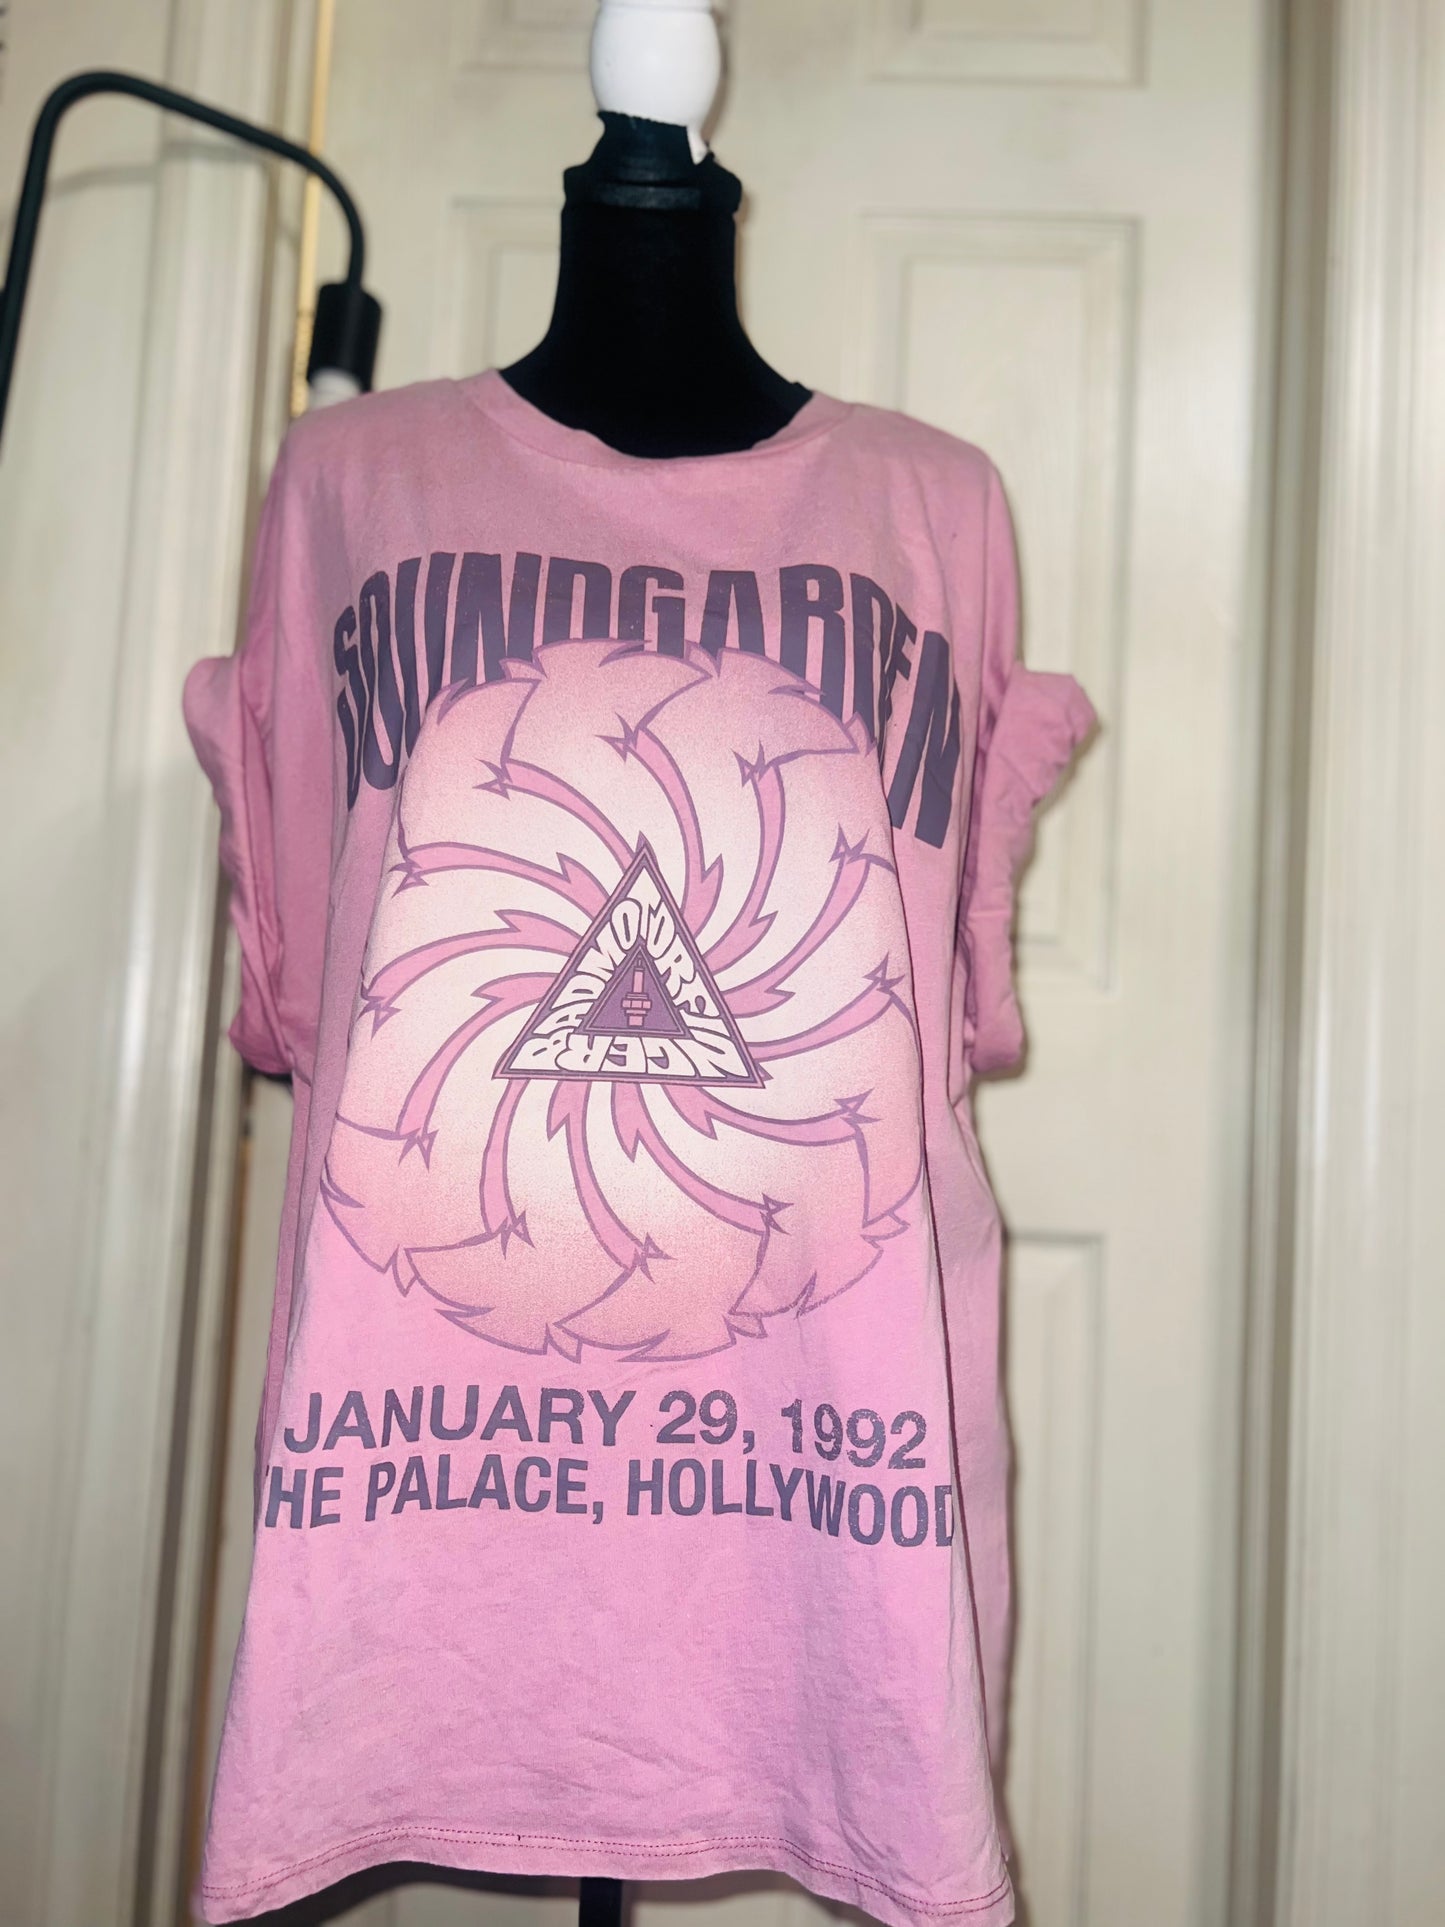 SOUNDGARDEN
BADMOTORFINGER
JANUARY 29, 1992
THE PALACE, HOLLYWOOD